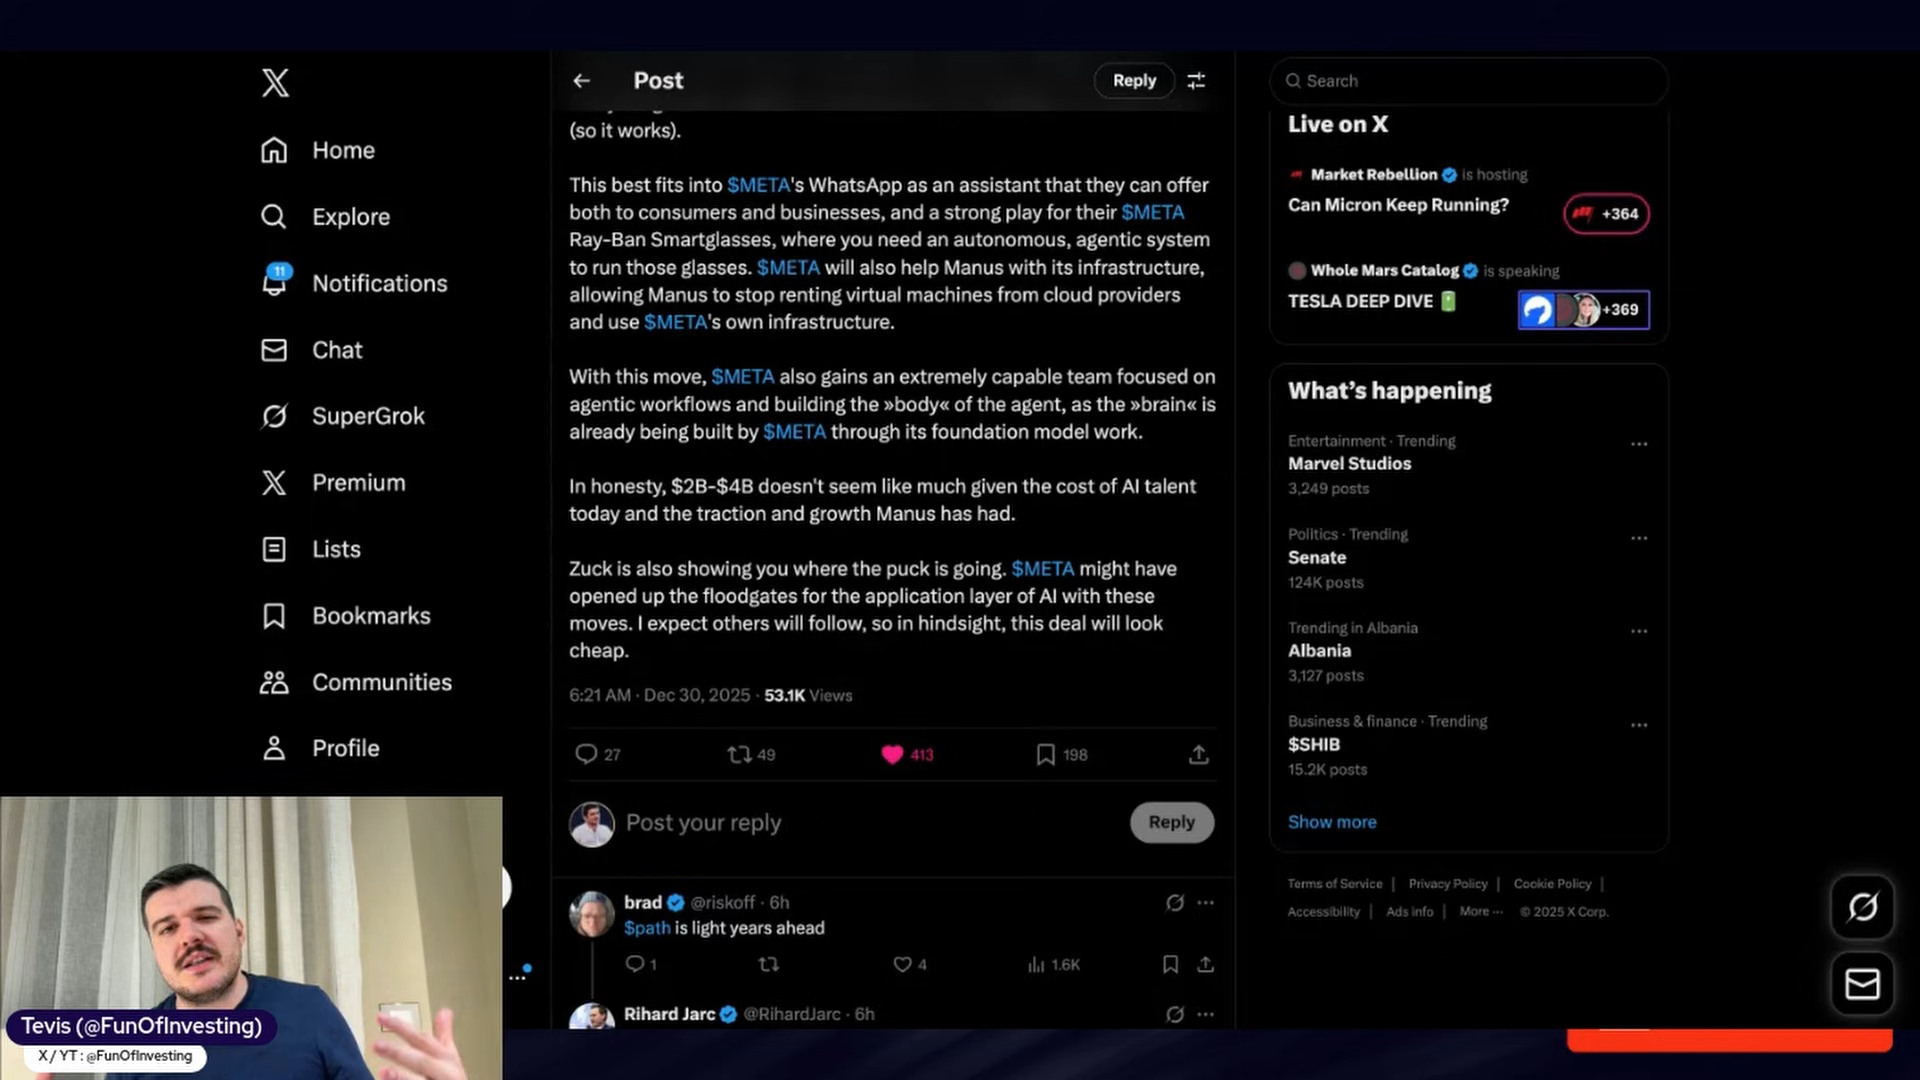 Home
Explore
11
Notifications
Chat
SuperGrok
Premium
Lists
Bookmarks
Communities
Profile
Post
Reply
(so it works).
This best fits into $META's WhatsApp as an assistant that they can offer
both to consumers and businesses, and a strong play for their $META
Ray-Ban Smartglasses, where you need an autonomous, agentic system
to run those glasses. $META will also help Manus with its infrastructure,
allowing Manus to stop renting virtual machines from cloud providers
and use $META's own infrastructure.
With this move, $META also gains an extremely capable team focused on
agentic workflows and building the »body« of the agent, as the »brain« is
already being built by $META through its foundation model work.
In honesty, $2B-$4B doesn't seem like much given the cost of AI talent
today and the traction and growth Manus has had.
Zuck is also showing you where the puck is going. $META might have
opened up the floodgates for the application layer of AI with these
moves. I expect others will follow, so in hindsight, this deal will look
cheap.
6:21 AM · Dec 30, 2025 · 53.1K Views
27 49 413 198
Post your reply
Reply
brad @riskoff · 6h
$path is light years ahead
1 4 1.6K
Rihard Jarc @RihardJarc · 6h
Search
Live on X
Market Rebellion is hosting
Can Micron Keep Running?
+364
Whole Mars Catalog is speaking
TESLA DEEP DIVE
+369
What's happening
Entertainment · Trending
Marvel Studios
3,249 posts
Politics · Trending
Senate
124K posts
Trending in Albania
Albania
3,127 posts
Business & finance · Trending
$SHIB
15.2K posts
Show more
Terms of Service | Privacy Policy | Cookie Policy |
Accessibility | Ads info | More ··· © 2025 X Corp.
Tevis (@FunOfInvesting)
X / YT : @FunOfInvesting